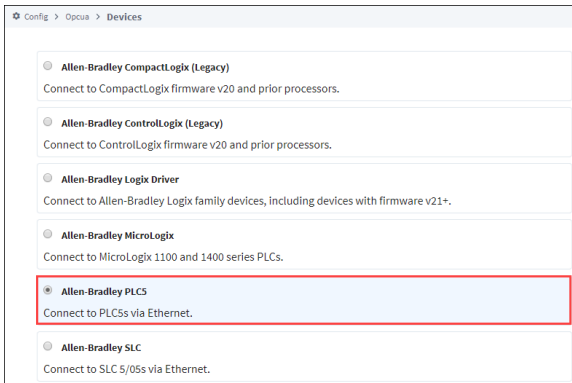 Config > Opcua > Devices
Allen-Bradley CompactLogix (Legacy)
Connect to CompactLogix firmware v20 and prior processors.
Allen-Bradley ControlLogix (Legacy)
Connect to ControlLogix firmware v20 and prior processors.
Allen-Bradley Logix Driver
Connect to Allen-Bradley Logix family devices, including devices with firmware v21+.
Allen-Bradley MicroLogix
Connect to MicroLogix 1100 and 1400 series PLCs.
Allen-Bradley PLC5
Connect to PLC5s via Ethernet.
Allen-Bradley SLC
Connect to SLC 5/05s via Ethernet.